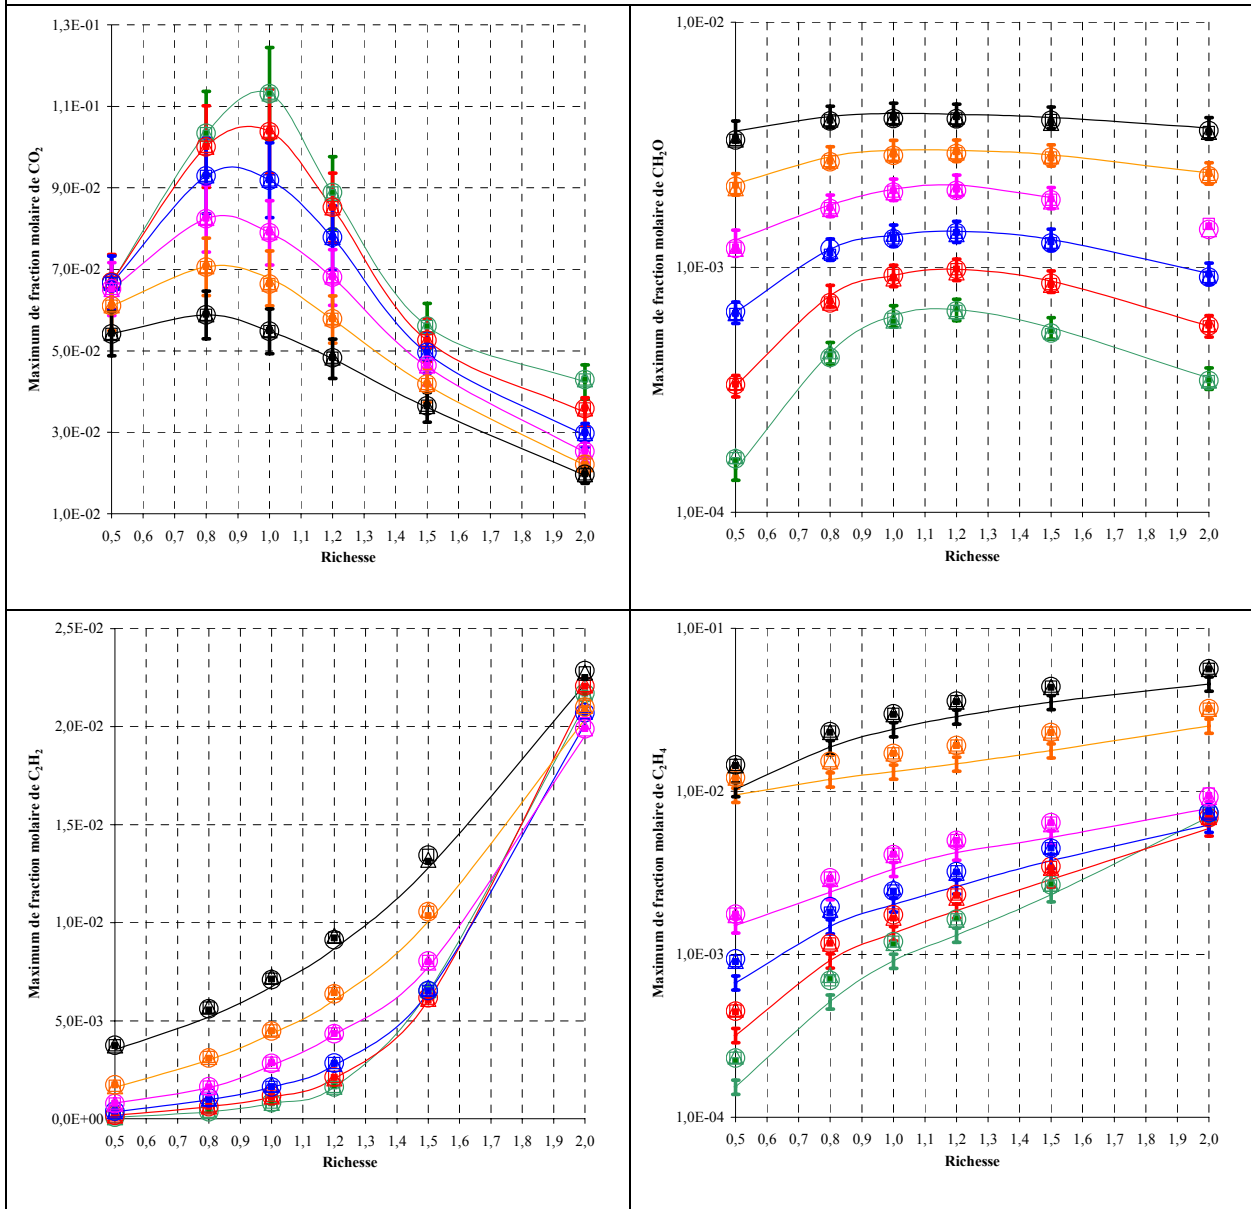 Maximum de fraction molaire de CO₂
1,3E-01
1,1E-01
9,0E-02
7,0E-02
5,0E-02
3,0E-02
1,0E-02
0,5 0,6 0,7 0,8 0,9 1,0 1,1 1,2 1,3 1,4 1,5 1,6 1,7 1,8 1,9 2,0
Richesse
Maximum de fraction molaire de CH₂O
1,0E-02
1,0E-03
1,0E-04
0,5 0,6 0,7 0,8 0,9 1,0 1,1 1,2 1,3 1,4 1,5 1,6 1,7 1,8 1,9 2,0
Richesse
Maximum de fraction molaire de C₂H₂
2,5E-02
2,0E-02
1,5E-02
1,0E-02
5,0E-03
0,0E+00
0,5 0,6 0,7 0,8 0,9 1,0 1,1 1,2 1,3 1,4 1,5 1,6 1,7 1,8 1,9 2,0
Richesse
Maximum de fraction molaire de C₂H₄
1,0E-01
1,0E-02
1,0E-03
1,0E-04
0,5 0,6 0,7 0,8 0,9 1,0 1,1 1,2 1,3 1,4 1,5 1,6 1,7 1,8 1,9 2,0
Richesse